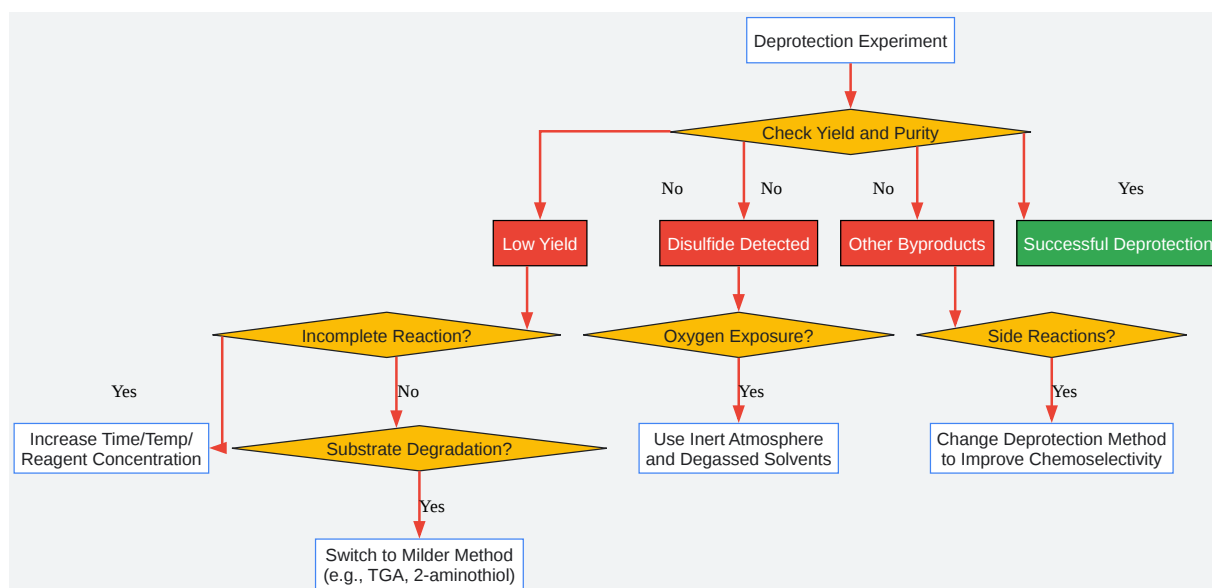 Deprotection Experiment
Check Yield and Purity
No
No
No
Yes
Low Yield
Disulfide Detected
Other Byproducts
Successful Deprotection
Incomplete Reaction?
Oxygen Exposure?
Side Reactions?
Yes
No
Yes
Yes
Increase Time/Temp/
Reagent Concentration
Substrate Degradation?
Use Inert Atmosphere
and Degassed Solvents
Change Deprotection Method
to Improve Chemoselectivity
Yes
Switch to Milder Method
(e.g., TGA, 2-aminothiol)